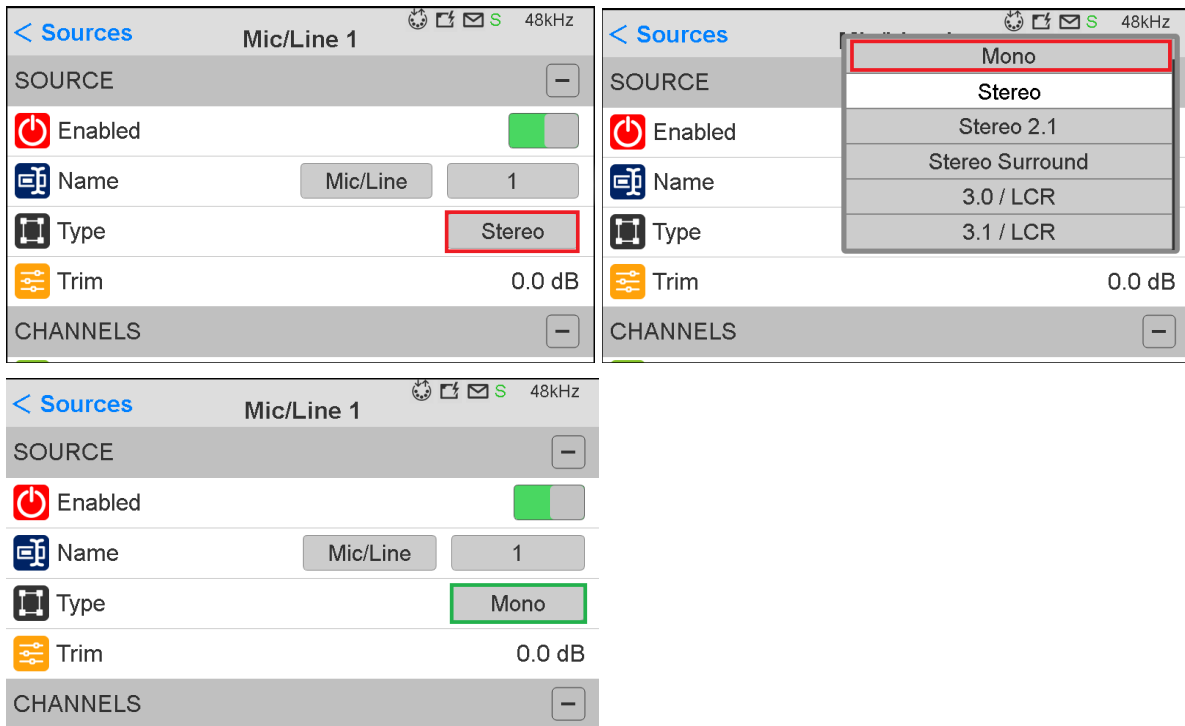 < Sources
Mic/Line 1
S 48kHz
SOURCE
Enabled
Name Mic/Line 1
Type Stereo
Trim 0.0 dB
CHANNELS
< Sources
S 48kHz
SOURCE
Enabled
Name
Type
Trim 0.0 dB
CHANNELS
Mono
Stereo
Stereo 2.1
Stereo Surround
3.0 / LCR
3.1 / LCR
< Sources
Mic/Line 1
S 48kHz
SOURCE
Enabled
Name Mic/Line 1
Type Mono
Trim 0.0 dB
CHANNELS